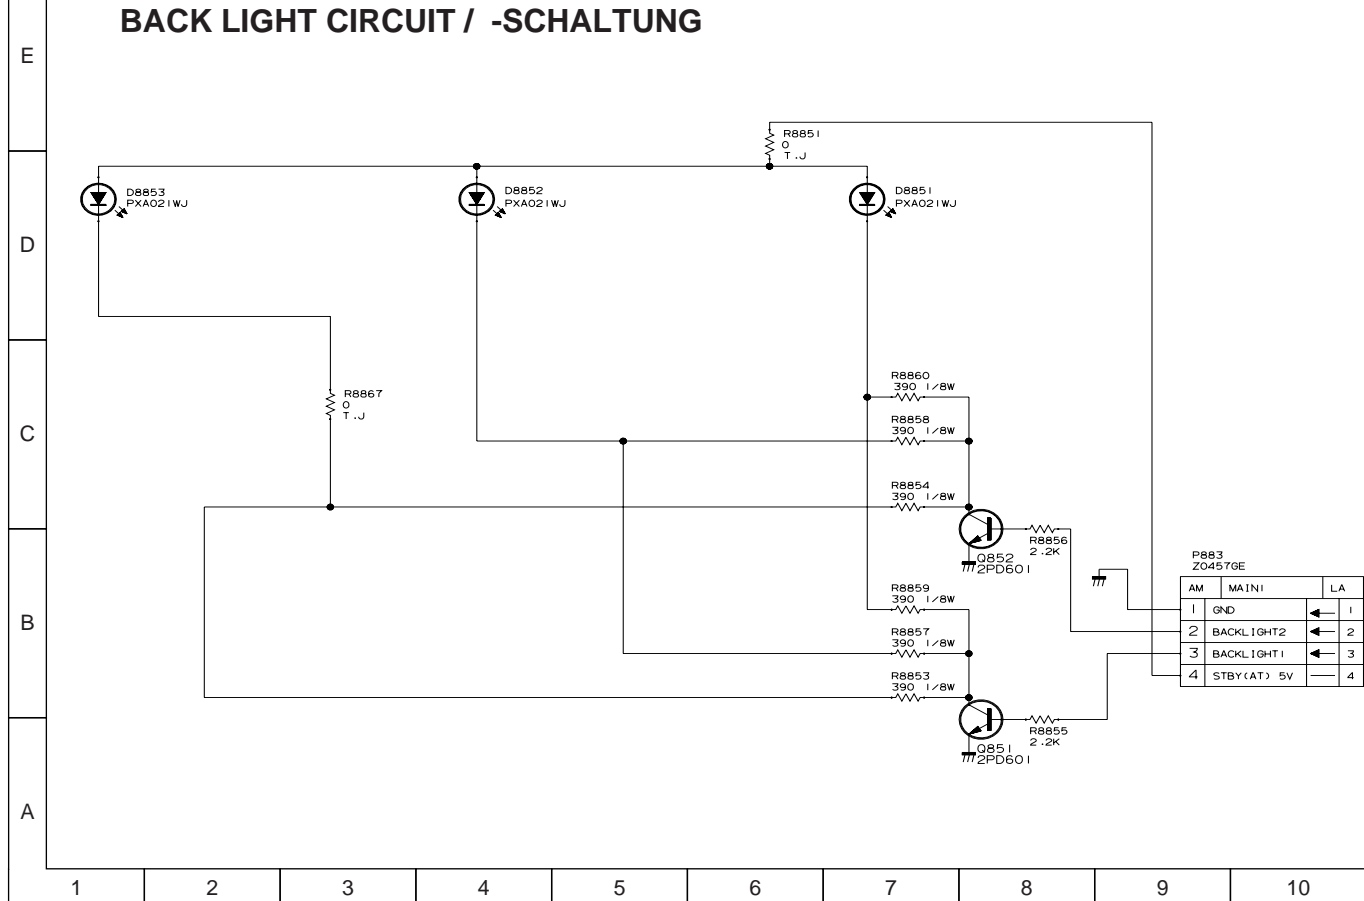 BACK LIGHT CIRCUIT / -SCHALTUNG
E
R8851
0
T.J
D8853
PXA021WJ
D8852
PXA021WJ
D8851
PXA021WJ
D
R8867
0
T.J
R8860
390 1/8W
R8858
390 1/8W
C
R8854
390 1/8W
R8856
2.2K
Q852
2PD601
P883
Z0457GE
AM MAIN1 LA
1 GND 1
2 BACKLIGHT2 2
3 BACKLIGHT1 3
4 STBY(AT) 5V 4
R8859
390 1/8W
B
R8857
390 1/8W
R8853
390 1/8W
R8855
2.2K
Q851
2PD601
A
1 2 3 4 5 6 7 8 9 10